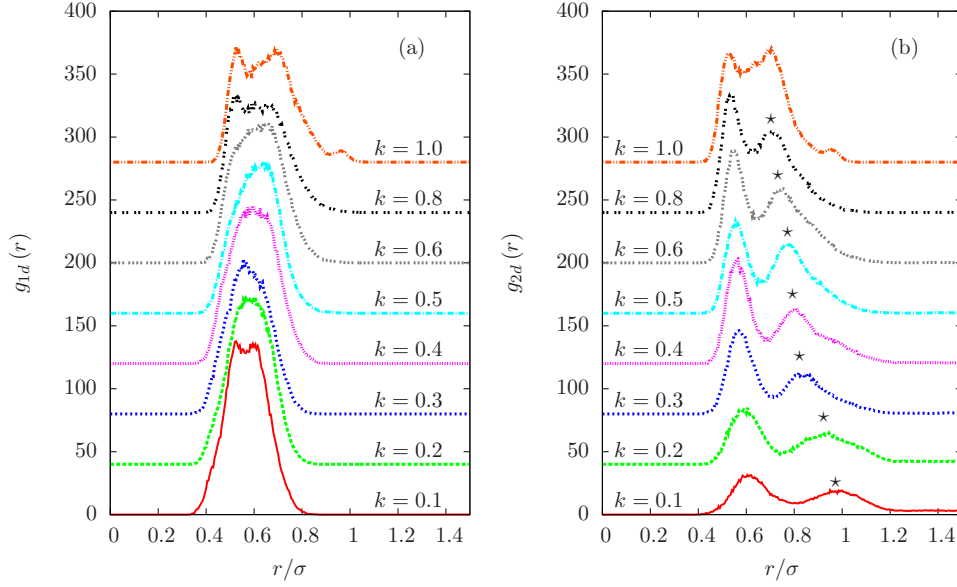 400
350
300
250
200
150
100
50
0
g1d(r)
(a)
k = 1.0
k = 0.8
k = 0.6
k = 0.5
k = 0.4
k = 0.3
k = 0.2
k = 0.1
0 0.2 0.4 0.6 0.8 1 1.2 1.4
r/σ
400
350
300
250
200
150
100
50
0
g2d(r)
(b)
k = 1.0
k = 0.8
k = 0.6
k = 0.5
k = 0.4
k = 0.3
k = 0.2
k = 0.1
0 0.2 0.4 0.6 0.8 1 1.2 1.4
r/σ